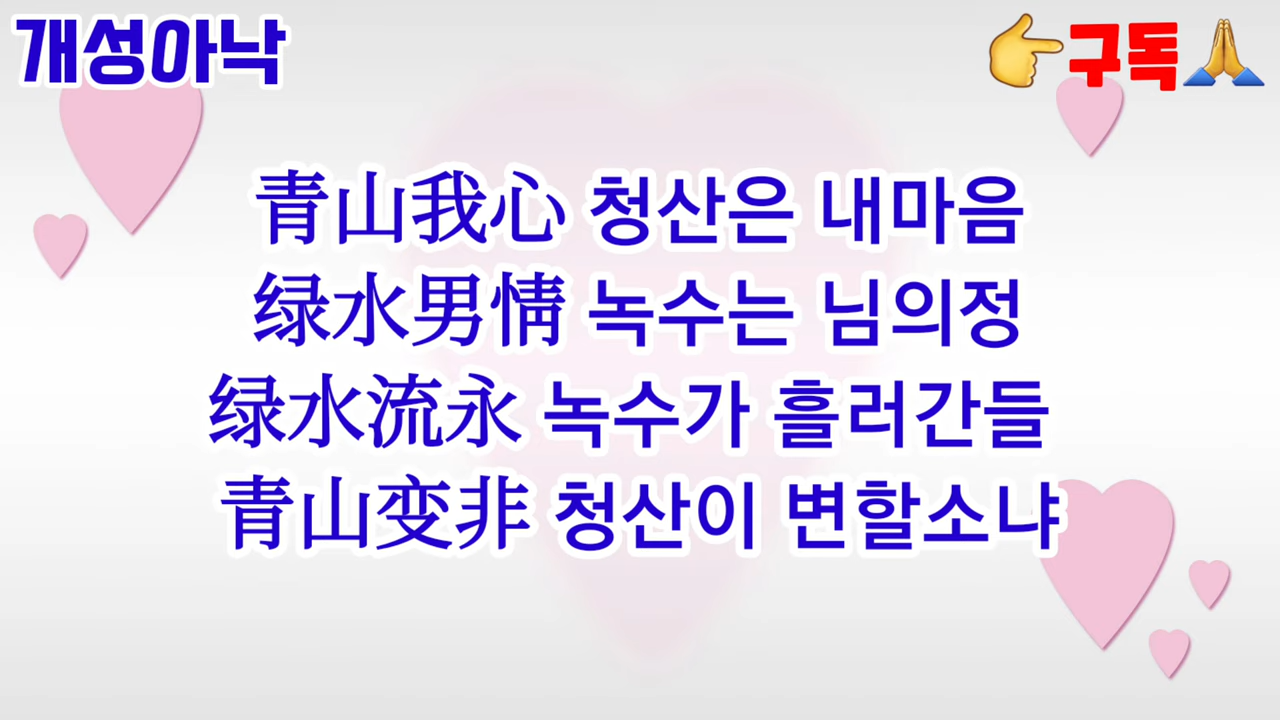 개성아낙
👉구독🙏
青山我心 청산은 내마음
绿水男情 녹수는 님의정
绿水流永 녹수가 흘러간들
青山变非 청산이 변할소냐